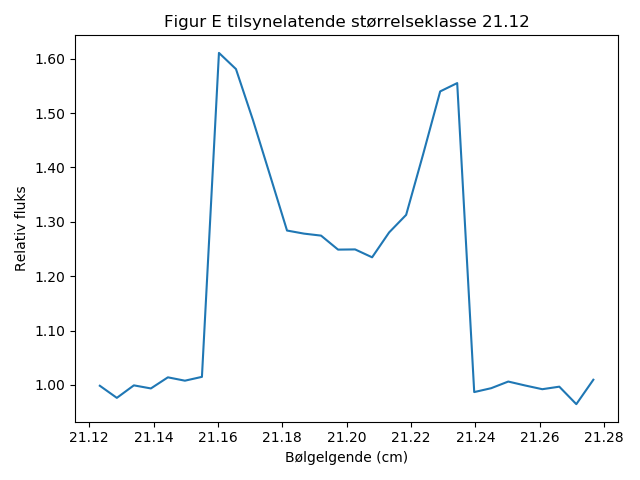 Figur E tilsynelatende størrelseklasse 21.12
1.60
1.50
1.40
1.30
1.20
1.10
1.00
Relativ fluks
21.12 21.14 21.16 21.18 21.20 21.22 21.24 21.26 21.28
Bølgelgende (cm)